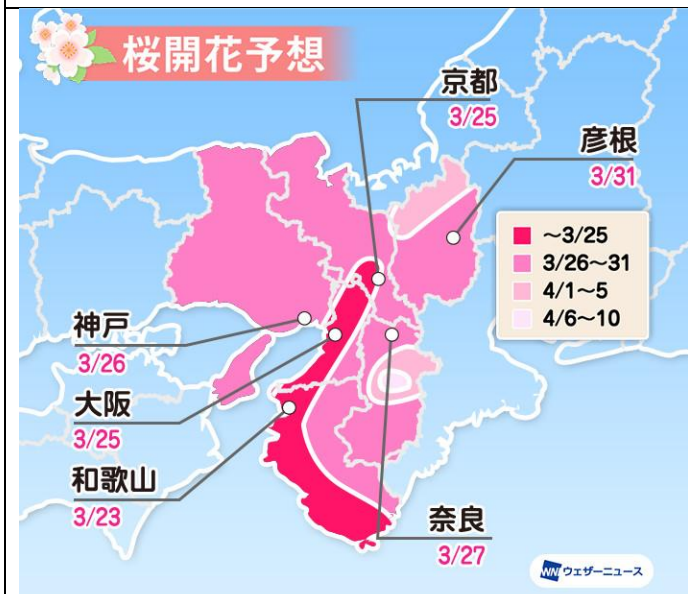 桜開花予想
京都
3/25
彦根
3/31
～3/25
3/26～31
4/1～5
4/6～10
神戸
3/26
大阪
3/25
和歌山
3/23
奈良
3/27
WNI ウェザーニュース